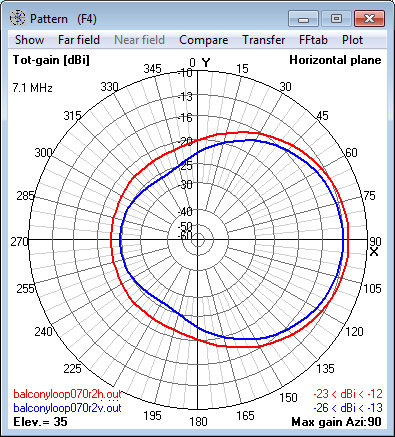 Pattern (F4)
Show Far field Near field Compare Transfer FFtab Plot
Tot-gain [dBi]
Horizontal plane
7.1 MHz
0 Y
-10
-13
-16
-20
-25
-30
-40
-50
-60
15
30
45
60
75
90
X
105
120
135
150
165
180
195
210
225
240
255
270
285
300
315
330
345
balconyloop070r2h.out
balconyloop070r2v.out
Elev.= 35
-23 < dBi < -12
-26 < dBi < -13
Max gain Azi:90